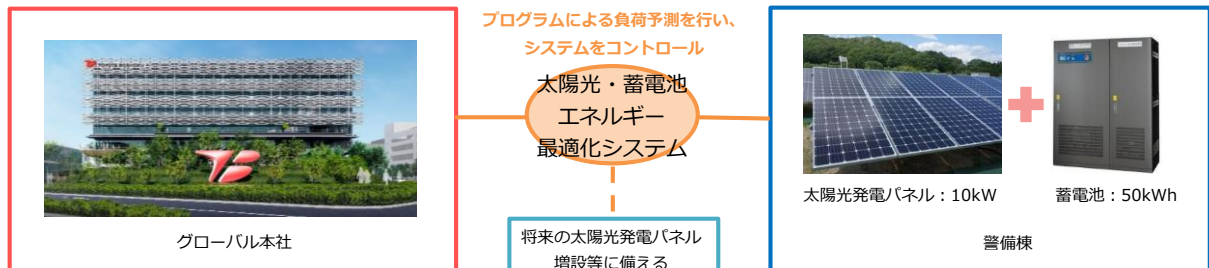 プログラムによる負荷予測を行い、
システムをコントロール
太陽光・蓄電池
エネルギー
最適化システム
グローバル本社
将来の太陽光発電パネル
増設等に備える
太陽光発電パネル：10kW
蓄電池：50kWh
警備棟